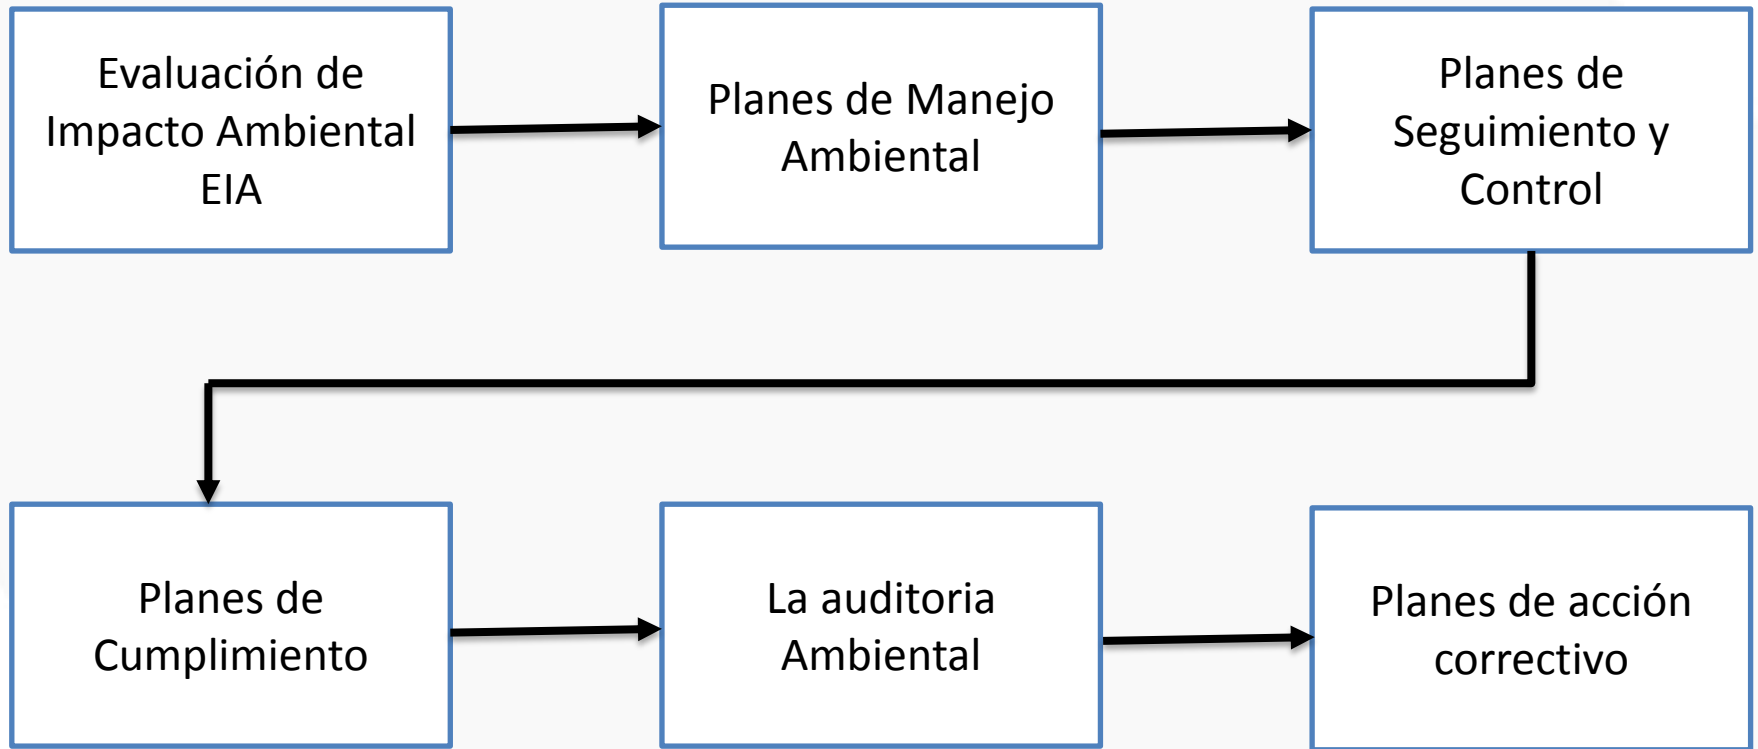 Evaluación de
Impacto Ambiental
EIA
Planes de Manejo
Ambiental
Planes de
Seguimiento y
Control
Planes de
Cumplimiento
La auditoria
Ambiental
Planes de acción
correctivo